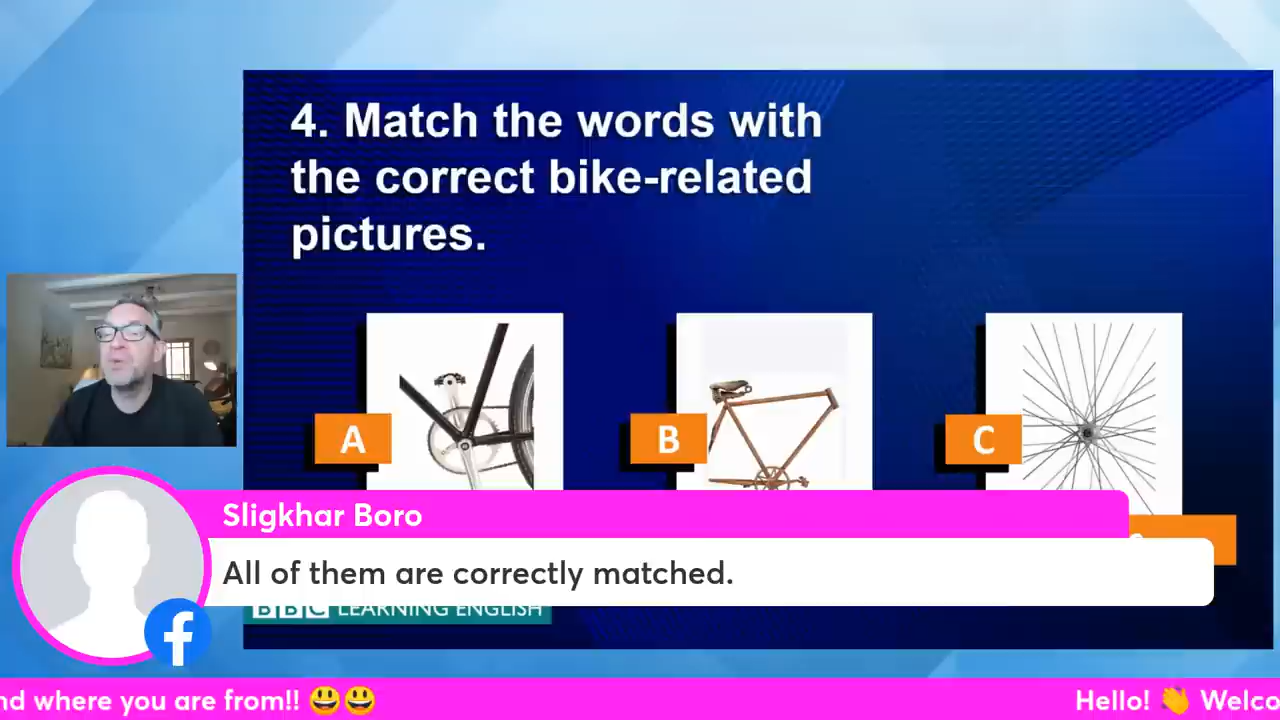 4. Match the words with
the correct bike-related
pictures.
A
B
C
Sligkhar Boro
All of them are correctly matched.
BBC LEARNING ENGLISH
nd where you are from!! 😃😃
Hello! 👋 Welco